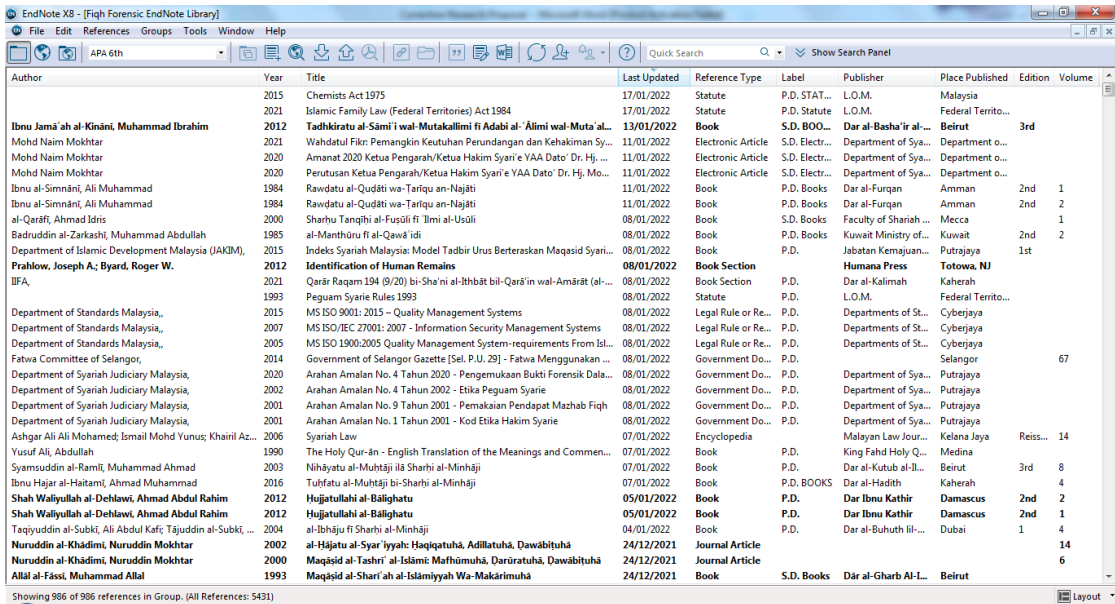 EndNote X8 - [Fiqh Forensic EndNote Library]
File Edit References Groups Tools Window Help
APA 6th Quick Search Show Search Panel
Author Year Title Last Updated Reference Type Label Publisher Place Published Edition Volume
2015 Chemists Act 1975 17/01/2022 Statute P.D. STAT... L.O.M. Malaysia
2021 Islamic Family Law (Federal Territories) Act 1984 17/01/2022 Statute P.D. Statute L.O.M. Federal Territo...
Ibnu Jamāʿah al-Kinānī, Muhammad Ibrahim 2012 Tadhkiratu al-Sāmiʿi wal-Mutakallimi fī Adabi al-ʿĀlimi wal-Mutaʿal... 13/01/2022 Book S.D. BOO... Dar al-Basha'ir al-... Beirut 3rd
Mohd Naim Mokhtar 2021 Wahdatul Fikr: Pemangkin Keutuhan Perundangan dan Kehakiman Sy... 11/01/2022 Electronic Article S.D. Electr... Department of Sya... Department o...
Mohd Naim Mokhtar 2020 Amanat 2020 Ketua Pengarah/Ketua Hakim Syari'e YAA Dato' Dr. Hj. ... 11/01/2022 Electronic Article S.D. Electr... Department of Sya... Department o...
Mohd Naim Mokhtar 2020 Perutusan Ketua Pengarah/Ketua Hakim Syari'e YAA Dato' Dr. Hj. Mo... 11/01/2022 Electronic Article S.D. Electr... Department of Sya... Department o...
Ibnu al-Simnānī, Ali Muhammad 1984 Rawḍatu al-Quḍāti wa-Ṭarīqu an-Najāti 11/01/2022 Book P.D. Books Dar al-Furqan Amman 2nd 1
Ibnu al-Simnānī, Ali Muhammad 1984 Rawḍatu al-Quḍāti wa-Ṭarīqu an-Najāti 11/01/2022 Book P.D. Books Dar al-Furqan Amman 2nd 2
al-Qarāfī, Ahmad Idris 2000 Sharḥu Tanqīḥi al-Fuṣūli fī ʿIlmi al-Usūli 08/01/2022 Book S.D. Books Faculty of Shariah ... Mecca 1
Badruddin al-Zarkashī, Muhammad Abdullah 1985 al-Manthūru fī al-Qawāʿidi 08/01/2022 Book P.D. Books Kuwait Ministry of... Kuwait 2nd 2
Department of Islamic Development Malaysia (JAKIM), 2015 Indeks Syariah Malaysia: Model Tadbir Urus Berteraskan Maqasid Syari... 08/01/2022 Book P.D. Jabatan Kemajuan... Putrajaya 1st
Prahlow, Joseph A.; Byard, Roger W. 2012 Identification of Human Remains 08/01/2022 Book Section Humana Press Totowa, NJ
IIFA, 2021 Qarār Raqam 194 (9/20) bi-Sha'ni al-Ithbāt bil-Qarā'in wal-Amārāt (al-... 08/01/2022 Book Section P.D. Dar al-Kalimah Kaherah
1993 Peguam Syarie Rules 1993 08/01/2022 Statute P.D. L.O.M. Federal Territo...
Department of Standards Malaysia,, 2015 MS ISO 9001: 2015 – Quality Management Systems 08/01/2022 Legal Rule or Re... P.D. Departments of St... Cyberjaya
Department of Standards Malaysia,, 2007 MS ISO/IEC 27001: 2007 - Information Security Management Systems 08/01/2022 Legal Rule or Re... P.D. Departments of St... Cyberjaya
Department of Standards Malaysia,, 2005 MS ISO 1900:2005 Quality Management System-requirements From Isl... 08/01/2022 Legal Rule or Re... P.D. Departments of St... Cyberjaya
Fatwa Committee of Selangor, 2014 Government of Selangor Gazette [Sel. P.U. 29] - Fatwa Menggunakan ... 08/01/2022 Government Do... P.D. Selangor 67
Department of Syariah Judiciary Malaysia, 2020 Arahan Amalan No. 4 Tahun 2020 - Pengemukaan Bukti Forensik Dala... 08/01/2022 Government Do... P.D. Department of Sya... Putrajaya
Department of Syariah Judiciary Malaysia, 2002 Arahan Amalan No. 4 Tahun 2002 - Etika Peguam Syarie 08/01/2022 Government Do... P.D. Department of Sya... Putrajaya
Department of Syariah Judiciary Malaysia, 2001 Arahan Amalan No. 9 Tahun 2001 - Pemakaian Pendapat Mazhab Fiqh 08/01/2022 Government Do... P.D. Department of Sya... Putrajaya
Department of Syariah Judiciary Malaysia, 2001 Arahan Amalan No. 1 Tahun 2001 - Kod Etika Hakim Syarie 08/01/2022 Government Do... P.D. Department of Sya... Putrajaya
Ashgar Ali Ali Mohamed; Ismail Mohd Yunus; Khairil Az... 2006 Syariah Law 07/01/2022 Encyclopedia Malayan Law Jour... Kelana Jaya Reiss... 14
Yusuf Ali, Abdullah 1990 The Holy Qur-ān - English Translation of the Meanings and Commen... 07/01/2022 Book P.D. King Fahd Holy Q... Medina
Syamsuddin al-Ramlī, Muhammad Ahmad 2003 Nihāyatu al-Muḥtāji ilā Sharḥi al-Minhāji 07/01/2022 Book P.D. Dar al-Kutub al-Il... Beirut 3rd 8
Ibnu Hajar al-Haitamī, Ahmad Muhammad 2016 Tuḥfatu al-Muḥtāji bi-Sharḥi al-Minhāji 07/01/2022 Book P.D. BOOKS Dar al-Hadith Kaherah 4
Shah Waliyullah al-Dehlawī, Ahmad Abdul Rahim 2012 Ḥujjatullahi al-Bālighatu 05/01/2022 Book P.D. Dar Ibnu Kathir Damascus 2nd 2
Shah Waliyullah al-Dehlawī, Ahmad Abdul Rahim 2012 Ḥujjatullahi al-Bālighatu 05/01/2022 Book P.D. Dar Ibnu Kathir Damascus 2nd 1
Taqiyuddin al-Subkī, Ali Abdul Kafi; Tājuddin al-Subkī, ... 2004 al-Ibhāju fī Sharḥi al-Minhāji 04/01/2022 Book P.D. Dar al-Buhuth lil-... Dubai 1 4
Nuruddin al-Khādimī, Nuruddin Mokhtar 2002 al-Ḥājatu al-Syarʿiyyah: Ḥaqīqatuhā, Adillatuhā, Ḍawābiṭuhā 24/12/2021 Journal Article 14
Nuruddin al-Khādimī, Nuruddin Mokhtar 2000 Maqāṣid al-Tashrīʿ al-Islāmī: Mafhūmuhā, Ḍarūratuhā, Ḍawābiṭuhā 24/12/2021 Journal Article 6
Allāl al-Fāssī, Muhammad Allal 1993 Maqāṣid al-Sharīʿah al-Islāmiyyah Wa-Makārimuhā 24/12/2021 Book S.D. Books Dār al-Gharb Al-I... Beirut
Showing 986 of 986 references in Group. (All References: 5431) Layout